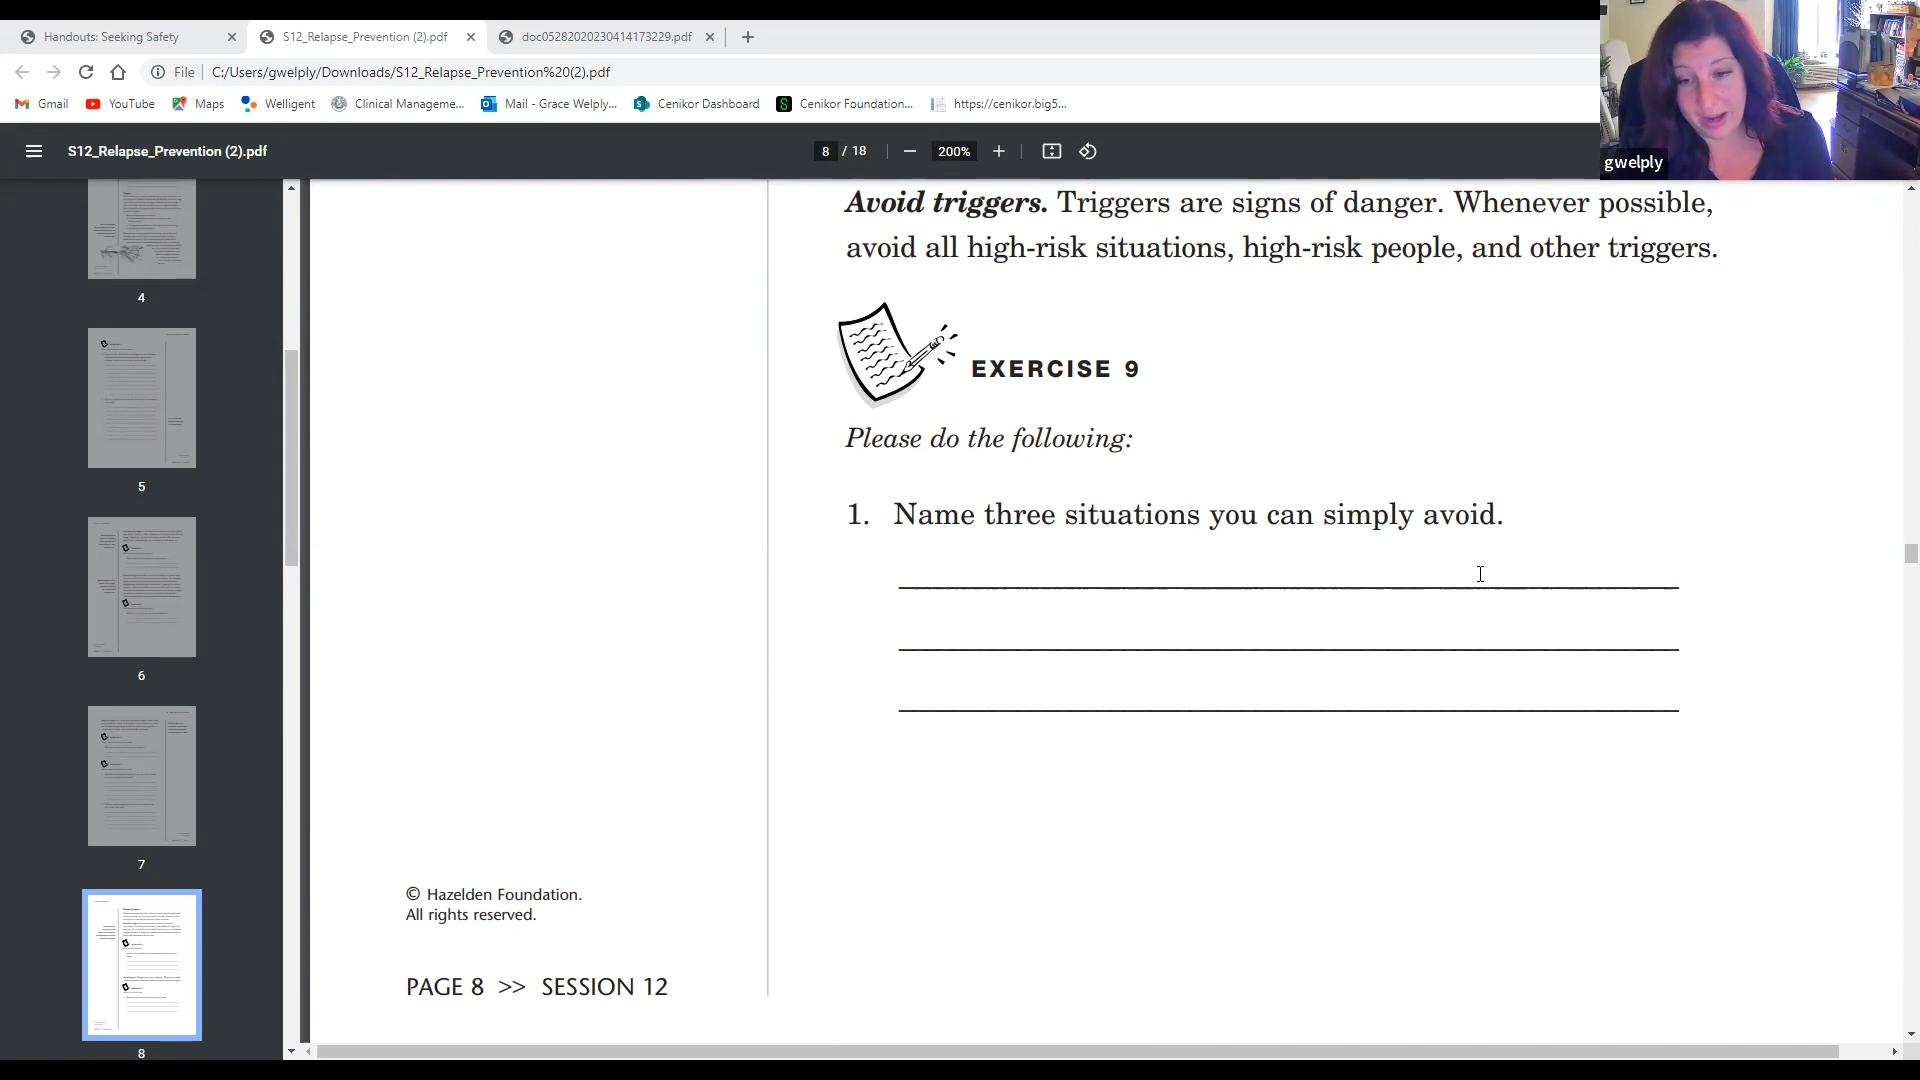 Handouts: Seeking Safety
S12_Relapse_Prevention (2).pdf
doc05282020230414173229.pdf
File
C:/Users/gwelply/Downloads/S12_Relapse_Prevention%20(2).pdf
Gmail
YouTube
Maps
Welligent
Clinical Manageme...
Mail - Grace Welply...
Cenikor Dashboard
Cenikor Foundation...
https://cenikor.big5...
gwelply
S12_Relapse_Prevention (2).pdf
8 / 18
200%
4
5
6
7
8
Avoid triggers. Triggers are signs of danger. Whenever possible,
avoid all high-risk situations, high-risk people, and other triggers.
EXERCISE 9
Please do the following:
1. Name three situations you can simply avoid.
© Hazelden Foundation.
All rights reserved.
PAGE 8 >> SESSION 12